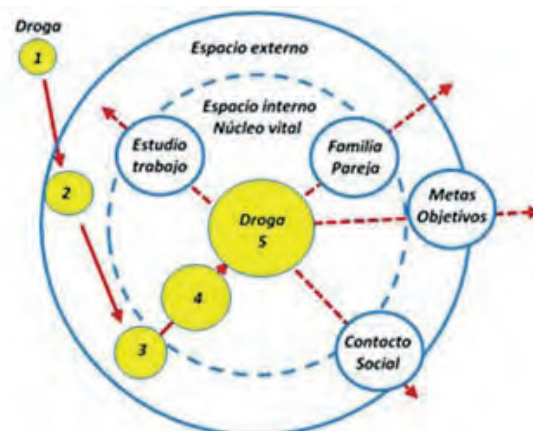 Droga
1
Espacio externo
Espacio interno
Núcleo vital
Estudio
trabajo
Familia
Pareja
2
Metas
Objetivos
Droga
5
4
3
Contacto
Social